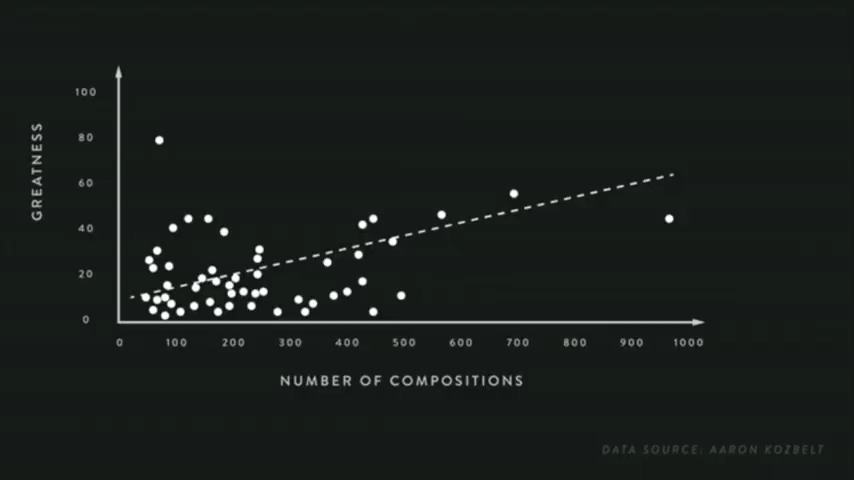 100
80
60
40
20
0
GREATNESS
0 100 200 300 400 500 600 700 800 900 1000
NUMBER OF COMPOSITIONS
DATA SOURCE: AARON KOZBELT